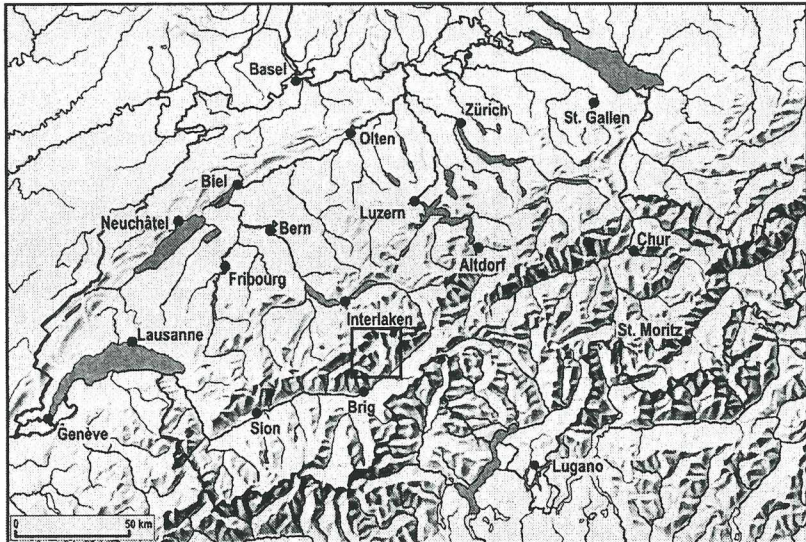 Basel
Zürich
St. Gallen
Olten
Biel
Luzern
Neuchâtel
Bern
Chur
Altdorf
Fribourg
Interlaken
St. Moritz
Lausanne
Brig
Sion
Genève
Lugano
0 50 km